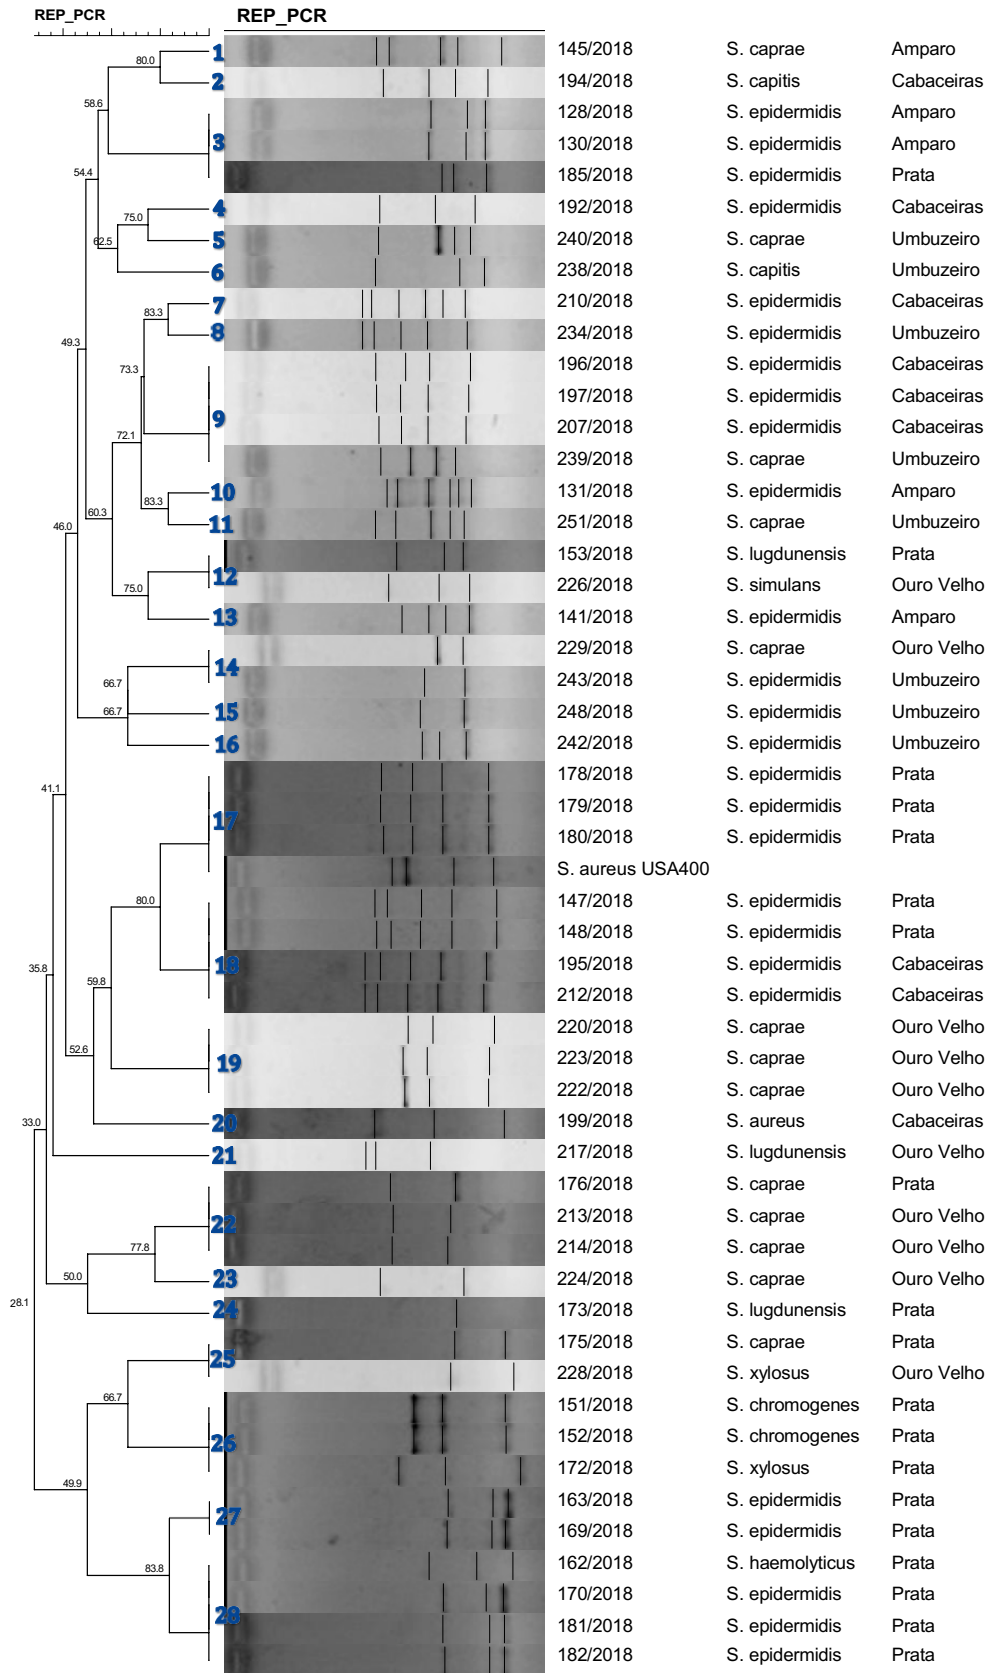 REP_PCR REP_PCR
1 145/2018 S. caprae Amparo
80.0
2 194/2018 S. capitis Cabaceiras
58.6
128/2018 S. epidermidis Amparo
3 130/2018 S. epidermidis Amparo
54.4
185/2018 S. epidermidis Prata
4 192/2018 S. epidermidis Cabaceiras
75.0
62.5
5 240/2018 S. caprae Umbuzeiro
6 238/2018 S. capitis Umbuzeiro
7 210/2018 S. epidermidis Cabaceiras
83.3
8 234/2018 S. epidermidis Umbuzeiro
49.3
73.3
196/2018 S. epidermidis Cabaceiras
197/2018 S. epidermidis Cabaceiras
9
207/2018 S. epidermidis Cabaceiras
72.1
239/2018 S. caprae Umbuzeiro
10 131/2018 S. epidermidis Amparo
83.3
60.3
11 251/2018 S. caprae Umbuzeiro
46.0
153/2018 S. lugdunensis Prata
12
75.0
226/2018 S. simulans Ouro Velho
13 141/2018 S. epidermidis Amparo
229/2018 S. caprae Ouro Velho
14
66.7
243/2018 S. epidermidis Umbuzeiro
66.7
15 248/2018 S. epidermidis Umbuzeiro
16 242/2018 S. epidermidis Umbuzeiro
178/2018 S. epidermidis Prata
41.1
179/2018 S. epidermidis Prata
17
180/2018 S. epidermidis Prata
S. aureus USA400
80.0
147/2018 S. epidermidis Prata
148/2018 S. epidermidis Prata
35.8
18 195/2018 S. epidermidis Cabaceiras
59.8
212/2018 S. epidermidis Cabaceiras
220/2018 S. caprae Ouro Velho
52.6
19 223/2018 S. caprae Ouro Velho
222/2018 S. caprae Ouro Velho
33.0
20 199/2018 S. aureus Cabaceiras
21 217/2018 S. lugdunensis Ouro Velho
176/2018 S. caprae Prata
22 213/2018 S. caprae Ouro Velho
77.8
214/2018 S. caprae Ouro Velho
50.0
23 224/2018 S. caprae Ouro Velho
28.1
24 173/2018 S. lugdunensis Prata
175/2018 S. caprae Prata
25
228/2018 S. xylosus Ouro Velho
66.7
151/2018 S. chromogenes Prata
26 152/2018 S. chromogenes Prata
172/2018 S. xylosus Prata
49.9
163/2018 S. epidermidis Prata
27
169/2018 S. epidermidis Prata
83.8
162/2018 S. haemolyticus Prata
170/2018 S. epidermidis Prata
28
181/2018 S. epidermidis Prata
182/2018 S. epidermidis Prata